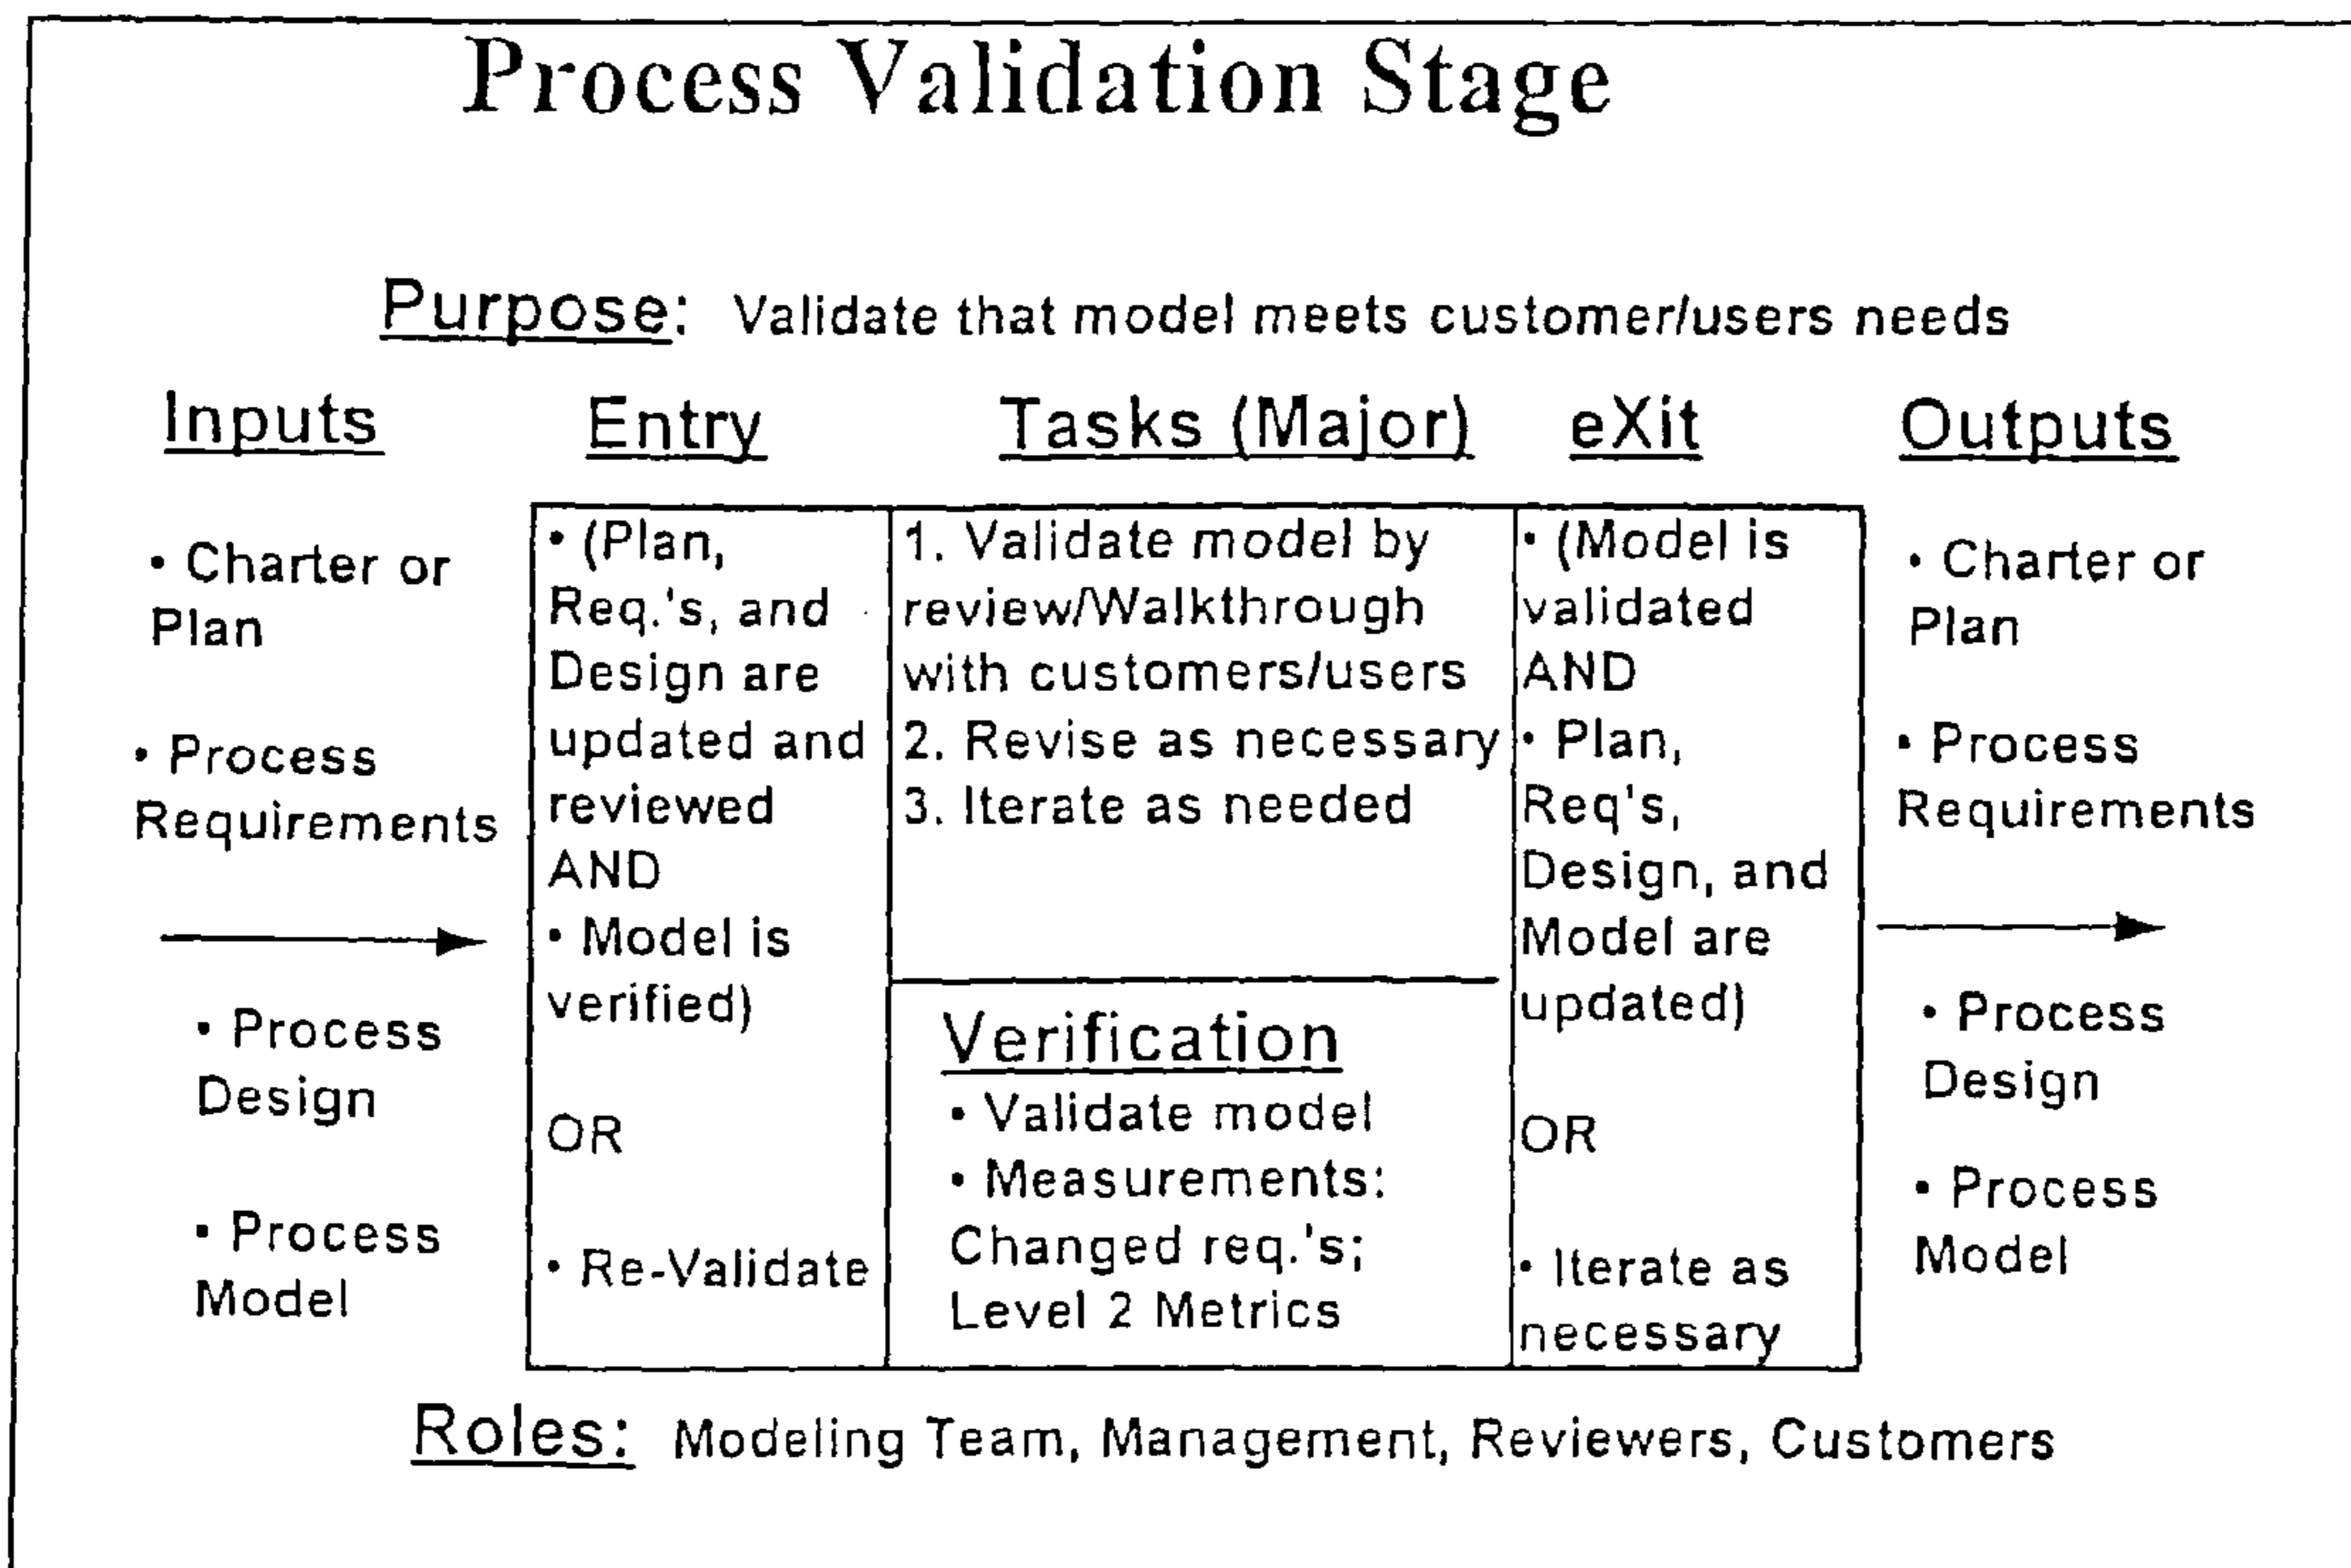 Process Validation Stage
Purpose: Validate that model meets customer/users needs
Inputs
• Charter or
Plan
• Process
Requirements
• Process
Design
• Process
Model
Entry
• (Plan,
Req.'s, and
Design are
updated and
reviewed
AND
• Model is
verified)
OR
• Re-Validate
Tasks (Major)
1. Validate model by
review/Walkthrough
with customers/users
2. Revise as necessary
3. Iterate as needed
Verification
• Validate model
• Measurements:
Changed req.'s;
Level 2 Metrics
eXit
• (Model is
validated
AND
• Plan,
Req's,
Design, and
Model are
updated)
OR
• Iterate as
necessary
Outputs
• Charter or
Plan
• Process
Requirements
• Process
Design
• Process
Model
Roles: Modeling Team, Management, Reviewers, Customers